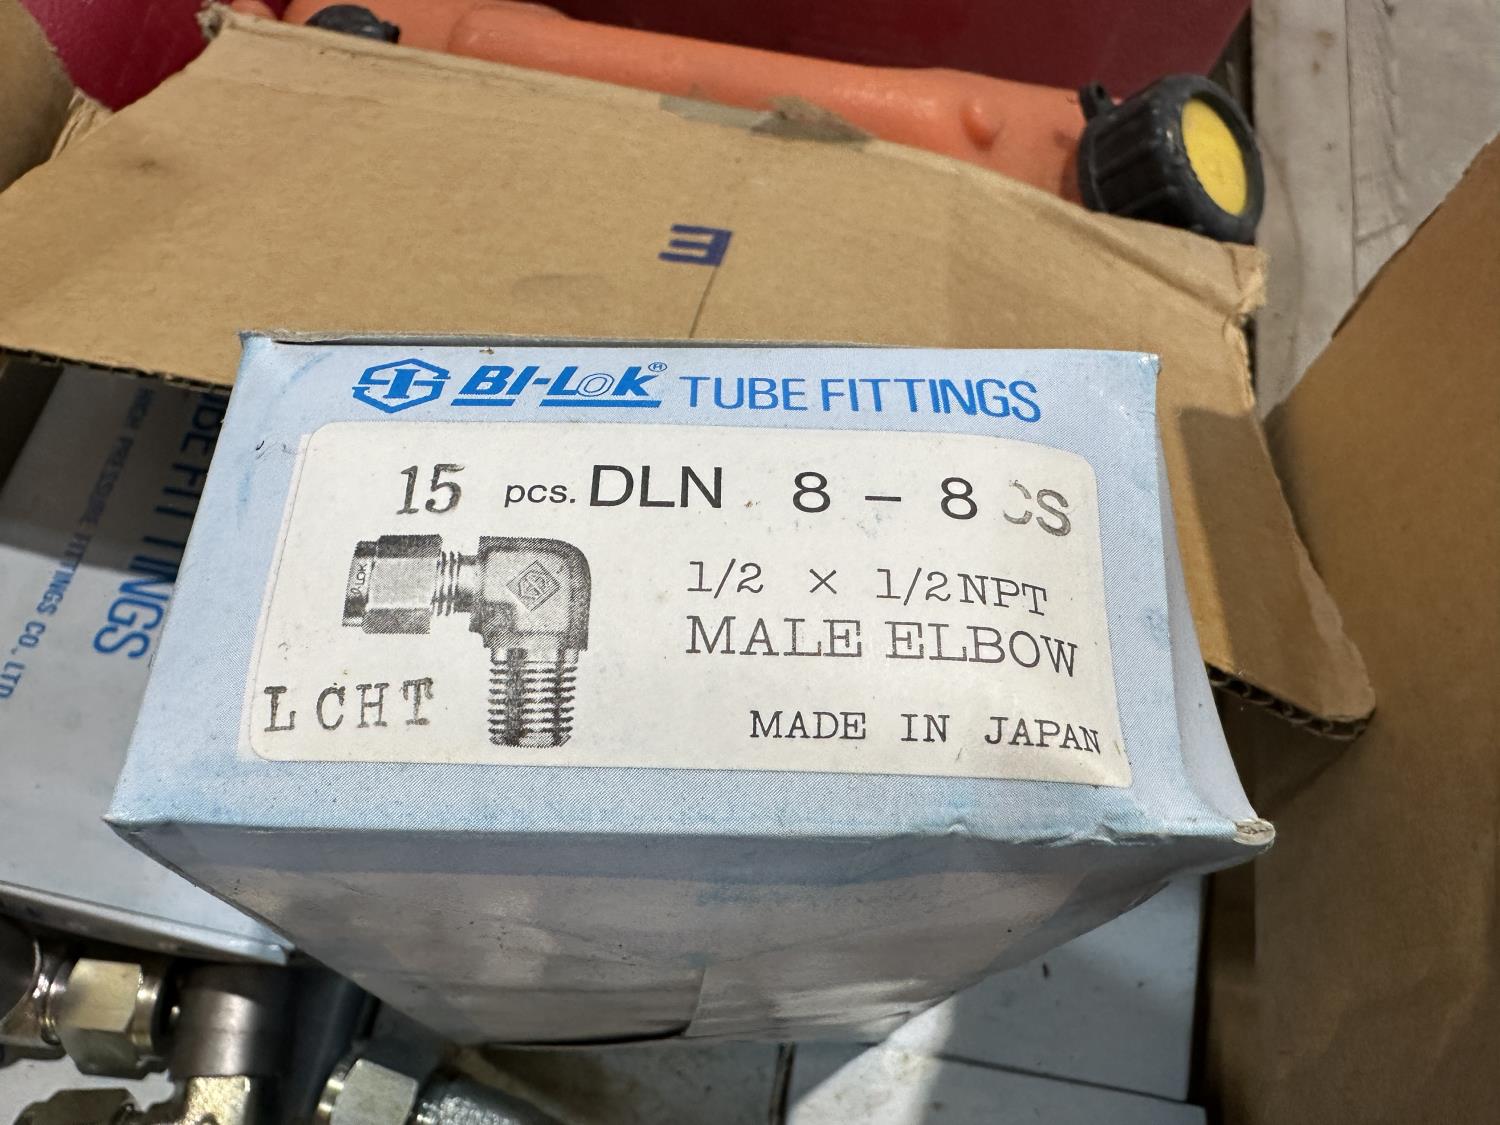 BI-LOK® TUBE FITTINGS
15 pcs. DLN 8 - 8 CS
1/2 × 1/2 NPT
MALE ELBOW
LCHT
MADE IN JAPAN
TUBE FITTINGS
HIGH PRESSURE FITTINGS CO., LTD